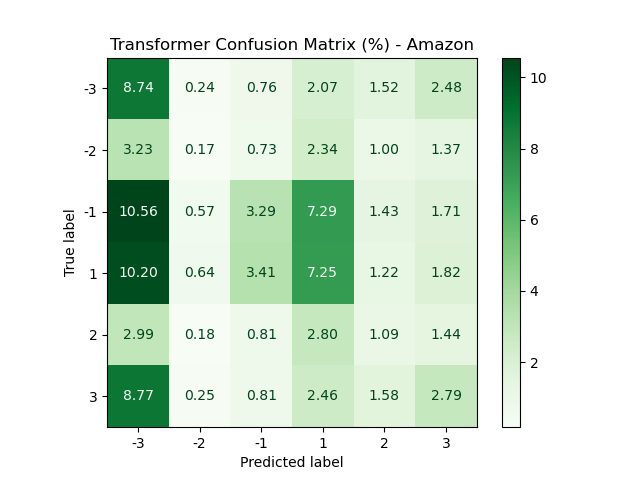 Transformer Confusion Matrix (%) - Amazon
-3 8.74 0.24 0.76 2.07 1.52 2.48
-2 3.23 0.17 0.73 2.34 1.00 1.37
-1 10.56 0.57 3.29 7.29 1.43 1.71
1 10.20 0.64 3.41 7.25 1.22 1.82
2 2.99 0.18 0.81 2.80 1.09 1.44
3 8.77 0.25 0.81 2.46 1.58 2.79
-3 -2 -1 1 2 3
Predicted label
True label
10
8
6
4
2